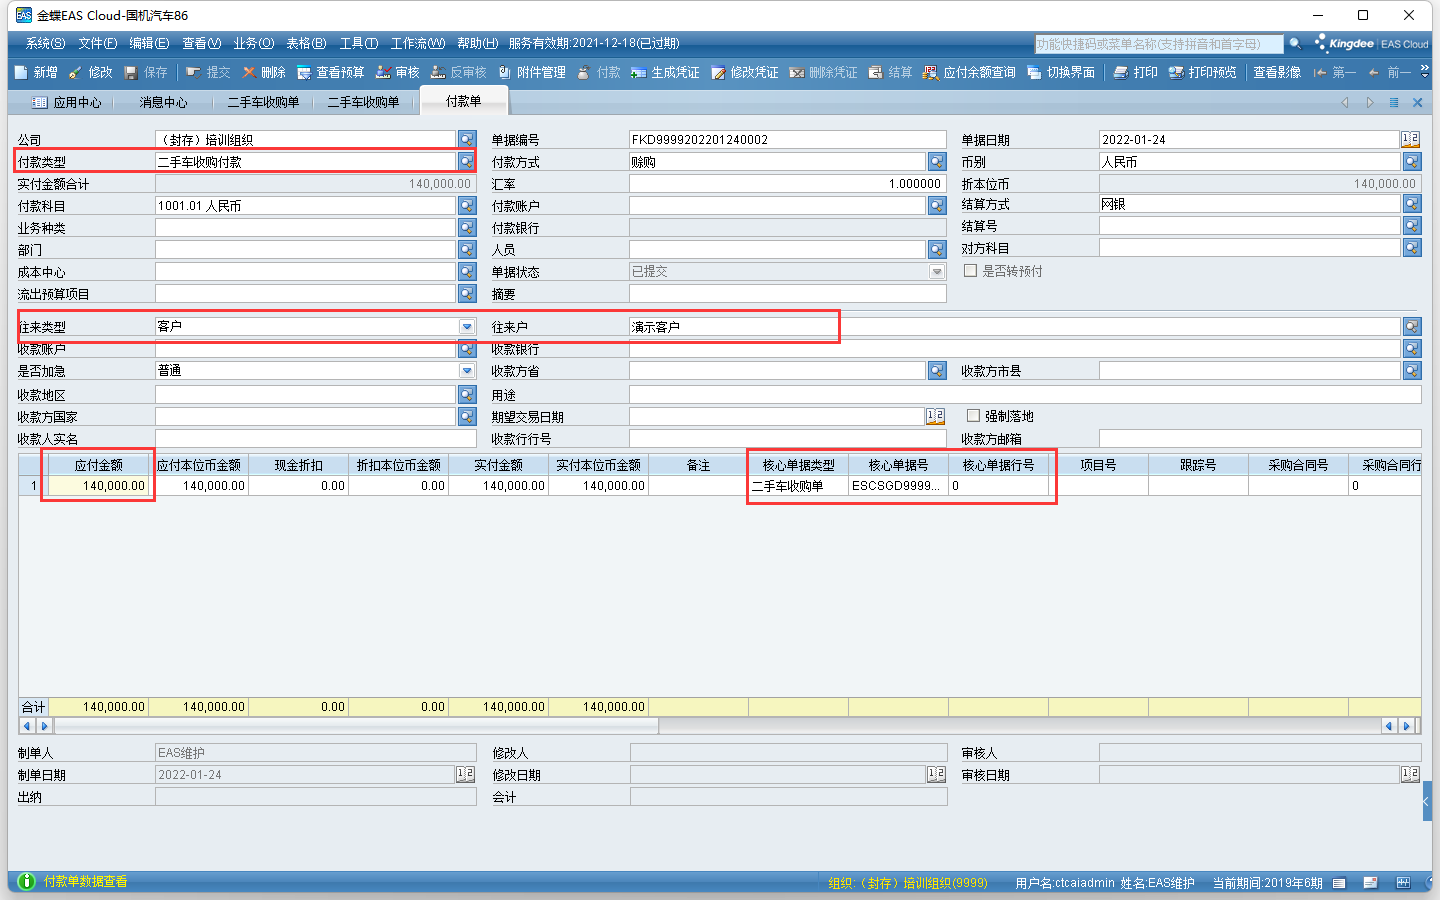 金蝶EAS Cloud-国机汽车86
系统(S) 文件(F) 编辑(E) 查看(V) 业务(O) 表格(B) 工具(T) 工作流(W) 帮助(H) 服务有效期:2021-12-18(已过期) 功能快捷码或菜单名称(支持拼音和首字母) Kingdee EAS Cloud
新增 修改 保存 提交 删除 查看预算 审核 反审核 附件管理 付款 生成凭证 修改凭证 删除凭证 结算 应付余额查询 切换界面 打印 打印预览 查看影像 第一 前一
应用中心 消息中心 二手车收购单 二手车收购单 付款单
公司 （封存）培训组织 单据编号 FKD9999202201240002 单据日期 2022-01-24
付款类型 二手车收购付款 付款方式 赊购 币别 人民币
实付金额合计 140,000.00 汇率 1.000000 折本位币 140,000.00
付款科目 1001.01 人民币 付款账户 结算方式 网银
业务种类 付款银行 结算号
部门 人员 对方科目
成本中心 单据状态 已提交 是否转预付
流出预算项目 摘要
往来类型 客户 往来户 演示客户
收款账户 收款银行
是否加急 普通 收款方省 收款方市县
收款地区 用途
收款方国家 期望交易日期 强制落地
收款人实名 收款行行号 收款方邮箱
应付金额 应付本位币金额 现金折扣 折扣本位币金额 实付金额 实付本位币金额 备注 核心单据类型 核心单据号 核心单据行号 项目号 跟踪号 采购合同号 采购合同行
1 140,000.00 140,000.00 0.00 0.00 140,000.00 140,000.00 二手车收购单 ESCSGD9999... 0 0
合计 140,000.00 140,000.00 0.00 0.00 140,000.00 140,000.00
制单人 EAS维护 修改人 审核人
制单日期 2022-01-24 修改日期 审核日期
出纳 会计
付款单数据查看 组织:（封存）培训组织(9999) 用户名:ctcaiadmin 姓名:EAS维护 当前期间:2019年6期